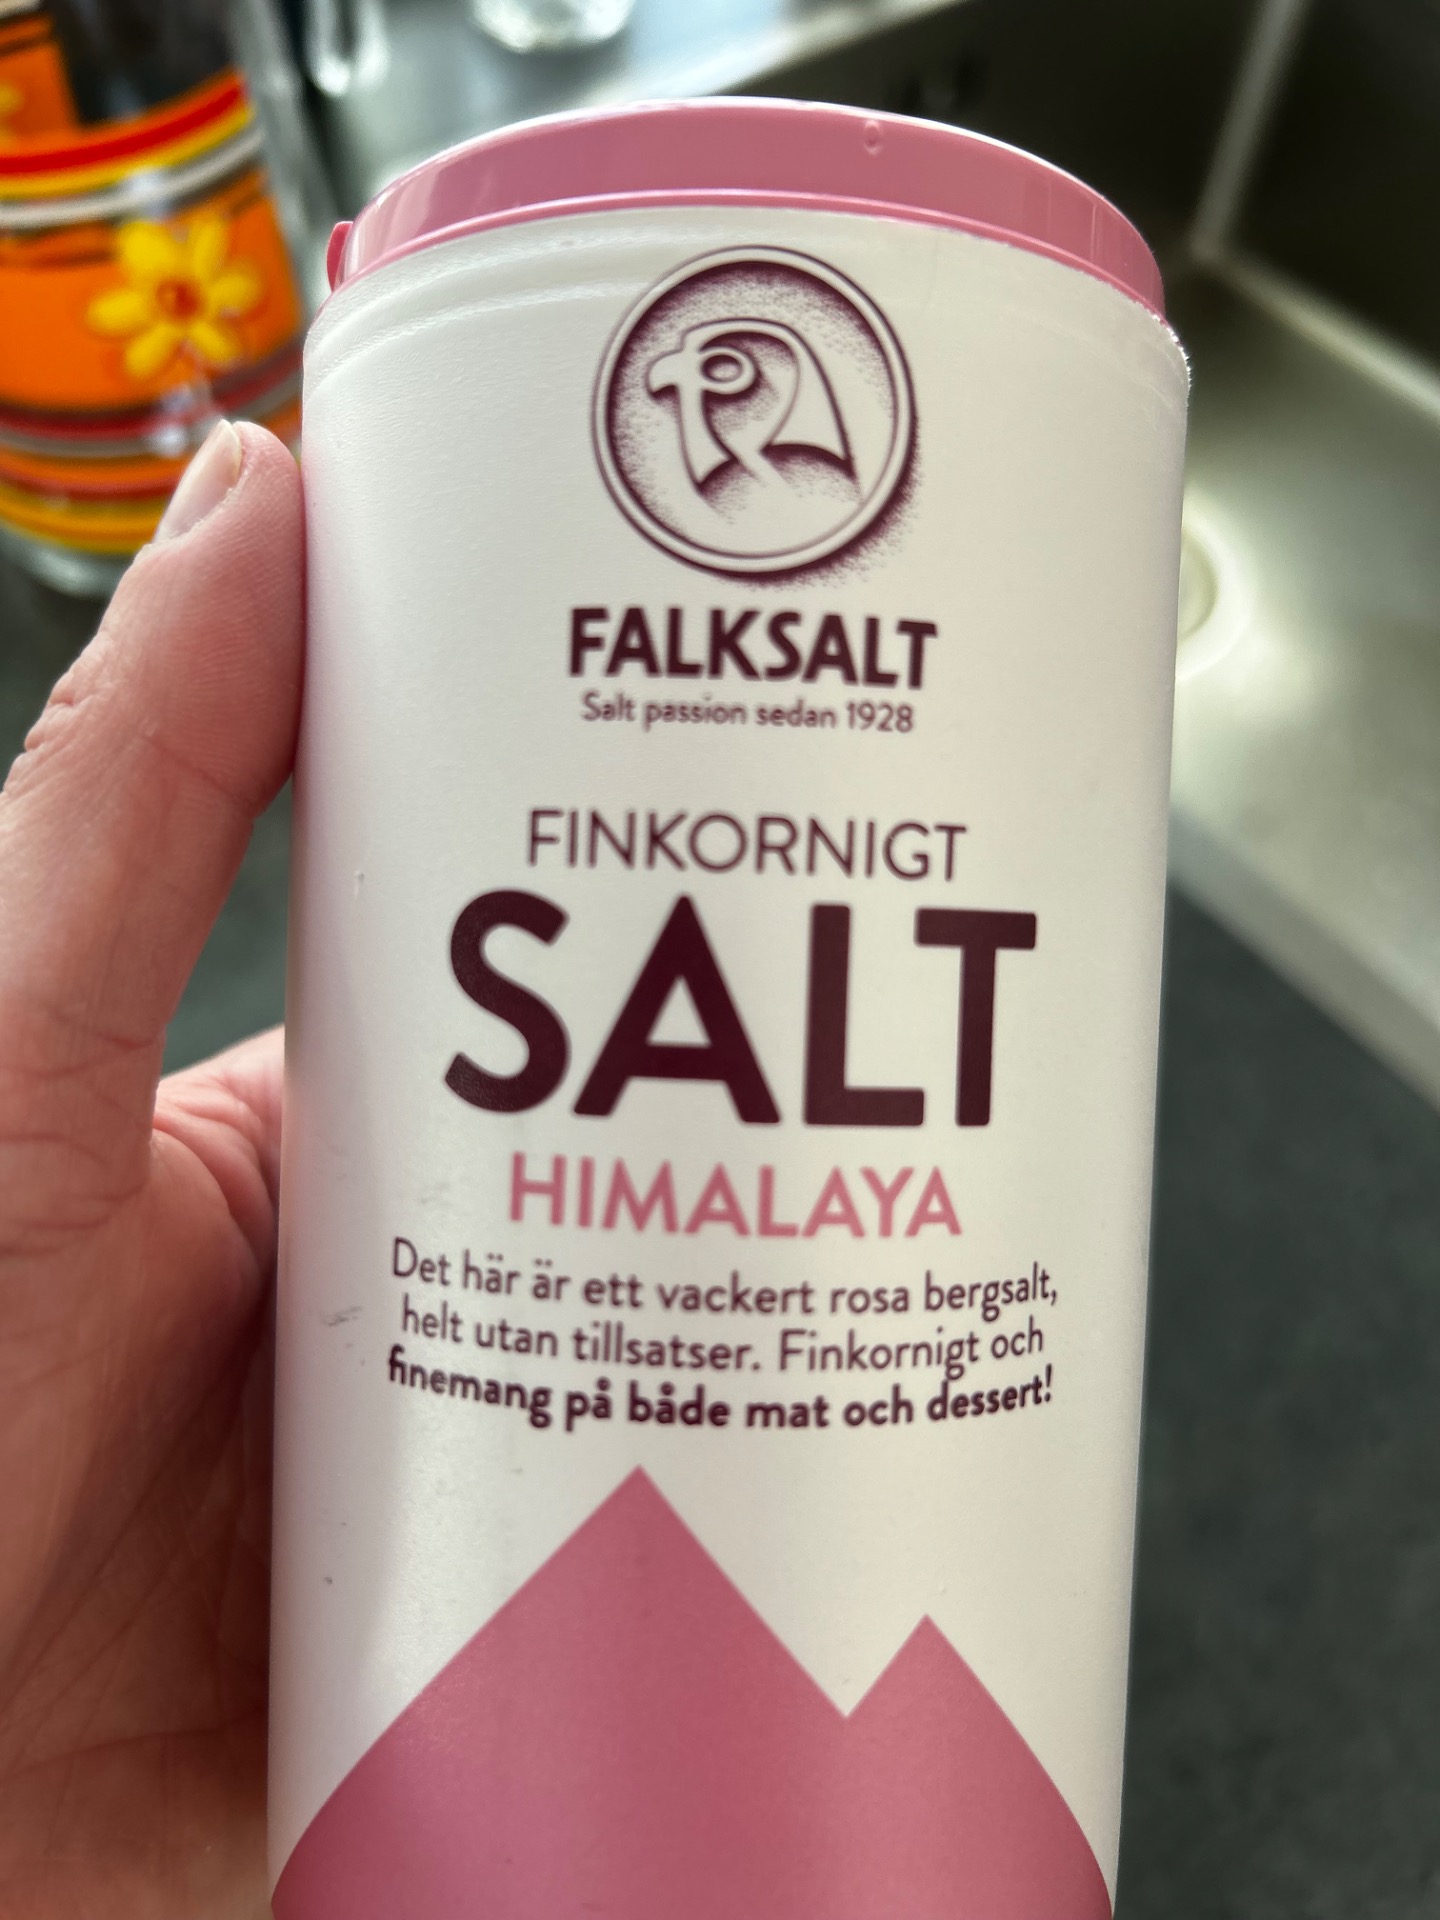 FALKSALT
Salt passion sedan 1928
FINKORNIGT
SALT
HIMALAYA
Det här är ett vackert rosa bergsalt,
helt utan tillsatser. Finkornigt och
finemang på både mat och dessert!